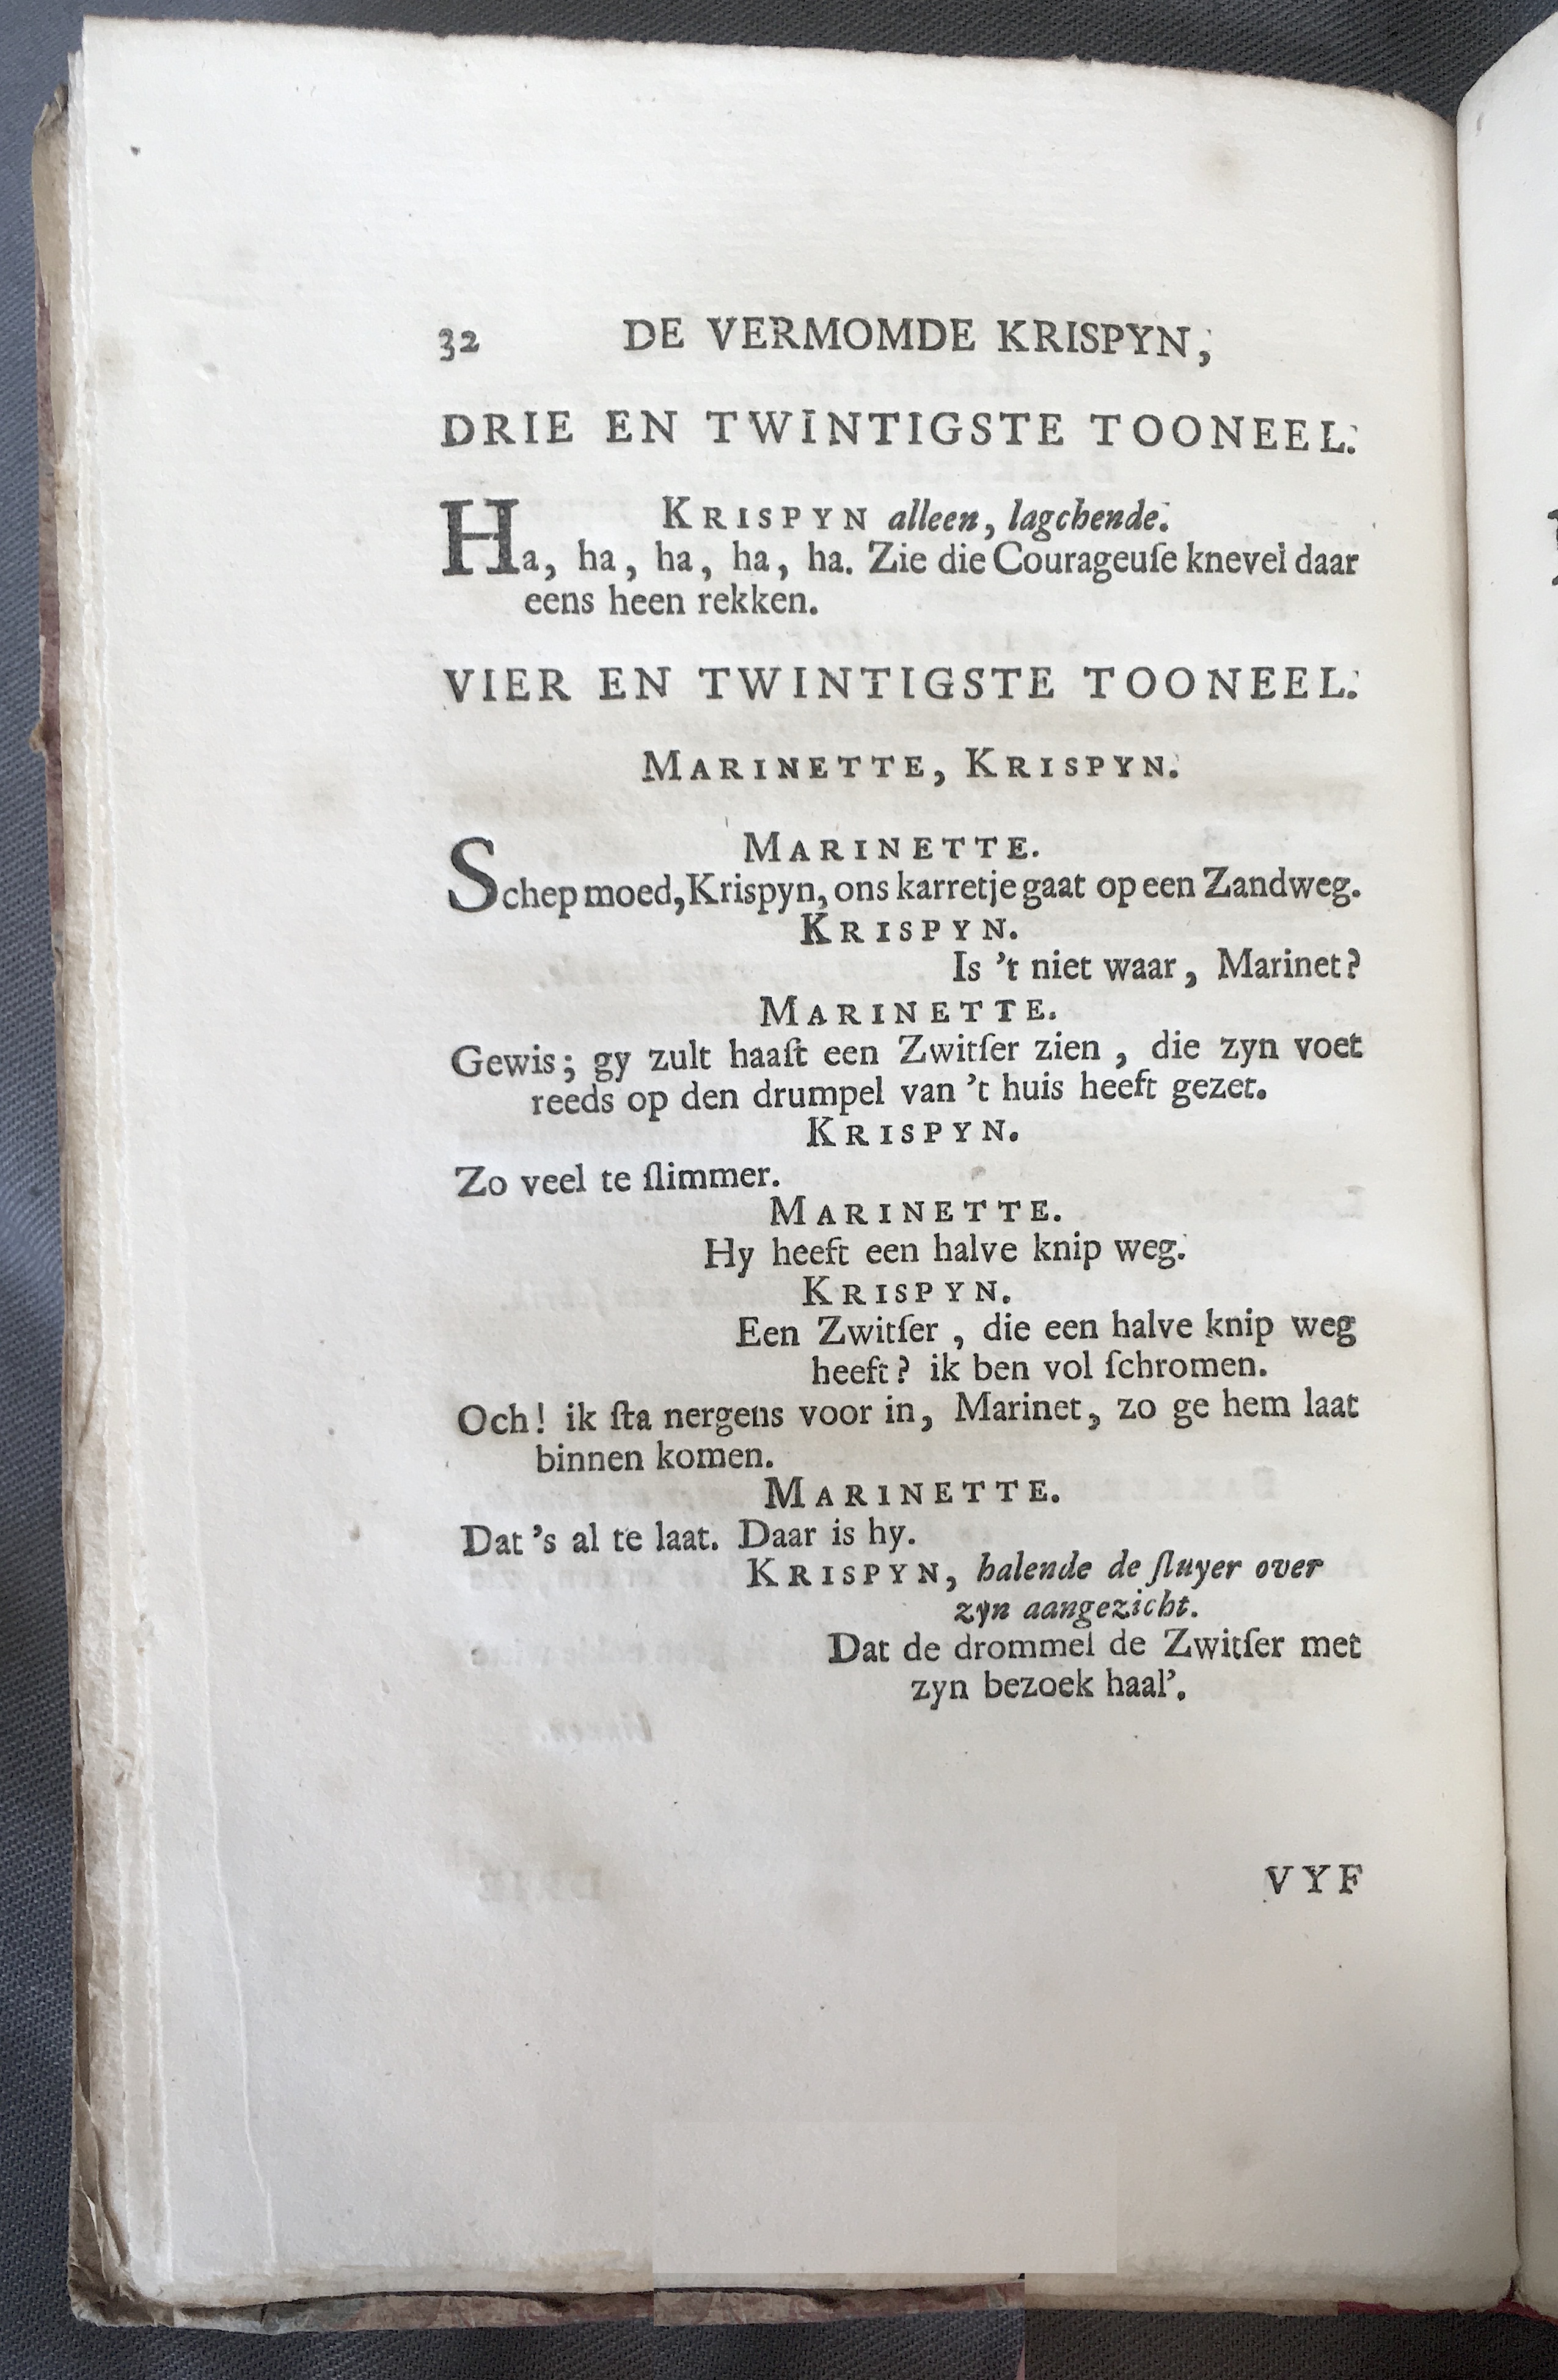 32 DE VERMOMDE KRISPYN,
DRIE EN TWINTIGSTE TOONEEL.
KRISPYN alleen, lagchende.
Ha, ha, ha, ha, ha. Zie die Courageuſe knevel daar
eens heen rekken.
VIER EN TWINTIGSTE TOONEEL.
MARINETTE, KRISPYN.
MARINETTE.
Schep moed, Krispyn, ons karretje gaat op een Zandweg.
KRISPYN.
Is 't niet waar, Marinet?
MARINETTE.
Gewis; gy zult haaſt een Zwitſer zien, die zyn voet
reeds op den drumpel van 't huis heeft gezet.
KRISPYN.
Zo veel te ſlimmer.
MARINETTE.
Hy heeft een halve knip weg.
KRISPYN.
Een Zwitſer, die een halve knip weg
heeft? ik ben vol ſchromen.
Och! ik ſta nergens voor in, Marinet, zo ge hem laat
binnen komen.
MARINETTE.
Dat 's al te laat. Daar is hy.
KRISPYN, halende de ſluyer over
zyn aangezicht.
Dat de drommel de Zwitſer met
zyn bezoek haal'.
VYF